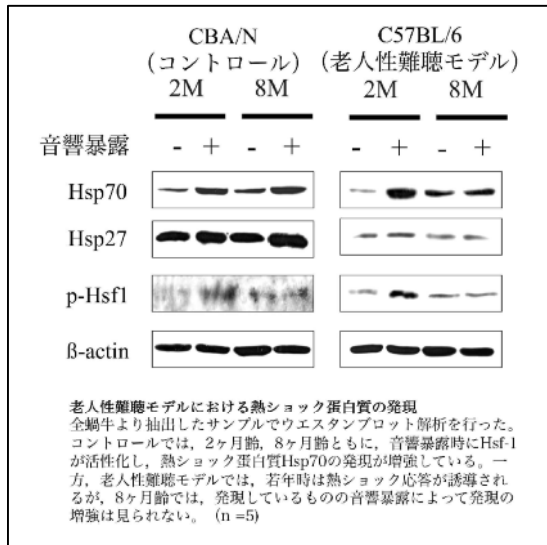 CBA/N C57BL/6
（コントロール） （老人性難聴モデル）
2M 8M 2M 8M
音響暴露 - + - + - + - +
Hsp70
Hsp27
p-Hsf1
ß-actin
老人性難聴モデルにおける熱ショック蛋白質の発現
全蝸牛より抽出したサンプルでウエスタンブロット解析を行った。
コントロールでは，2ヶ月齢，8ヶ月齢ともに，音響暴露時にHsf-1
が活性化し，熱ショック蛋白質Hsp70の発現が増強している。一
方，老人性難聴モデルでは，若年時は熱ショック応答が誘導され
るが，8ヶ月齢では，発現しているものの音響暴露によって発現の
増強は見られない。 (n =5)